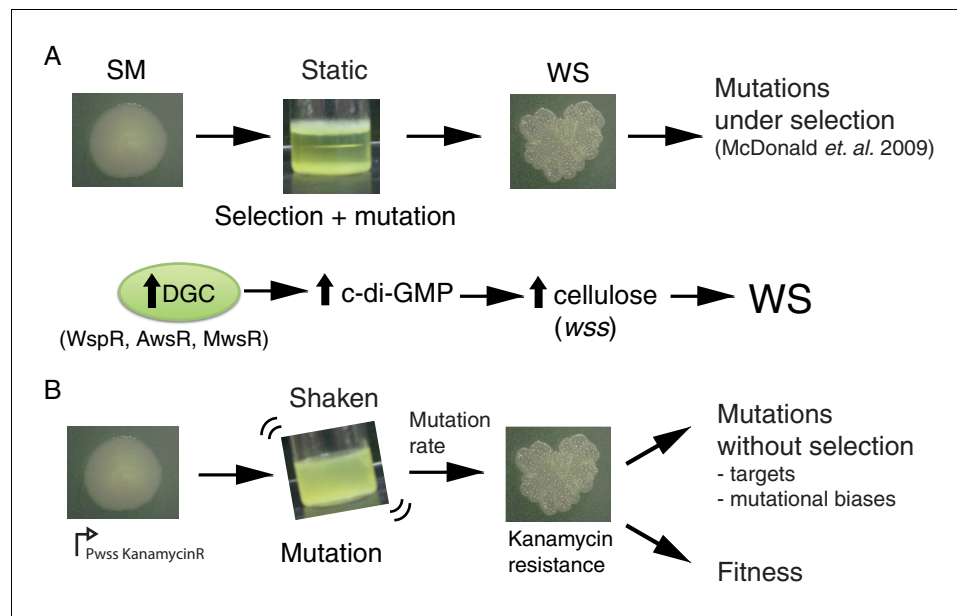 A
SM
Static
WS
Mutations
under selection
(McDonald et. al. 2009)
Selection + mutation
DGC
c-di-GMP
cellulose
(wss)
WS
(WspR, AwsR, MwsR)
B
Shaken
Mutation
rate
Mutations
without selection
- targets
- mutational biases
Pwss KanamycinR
Mutation
Kanamycin
resistance
Fitness